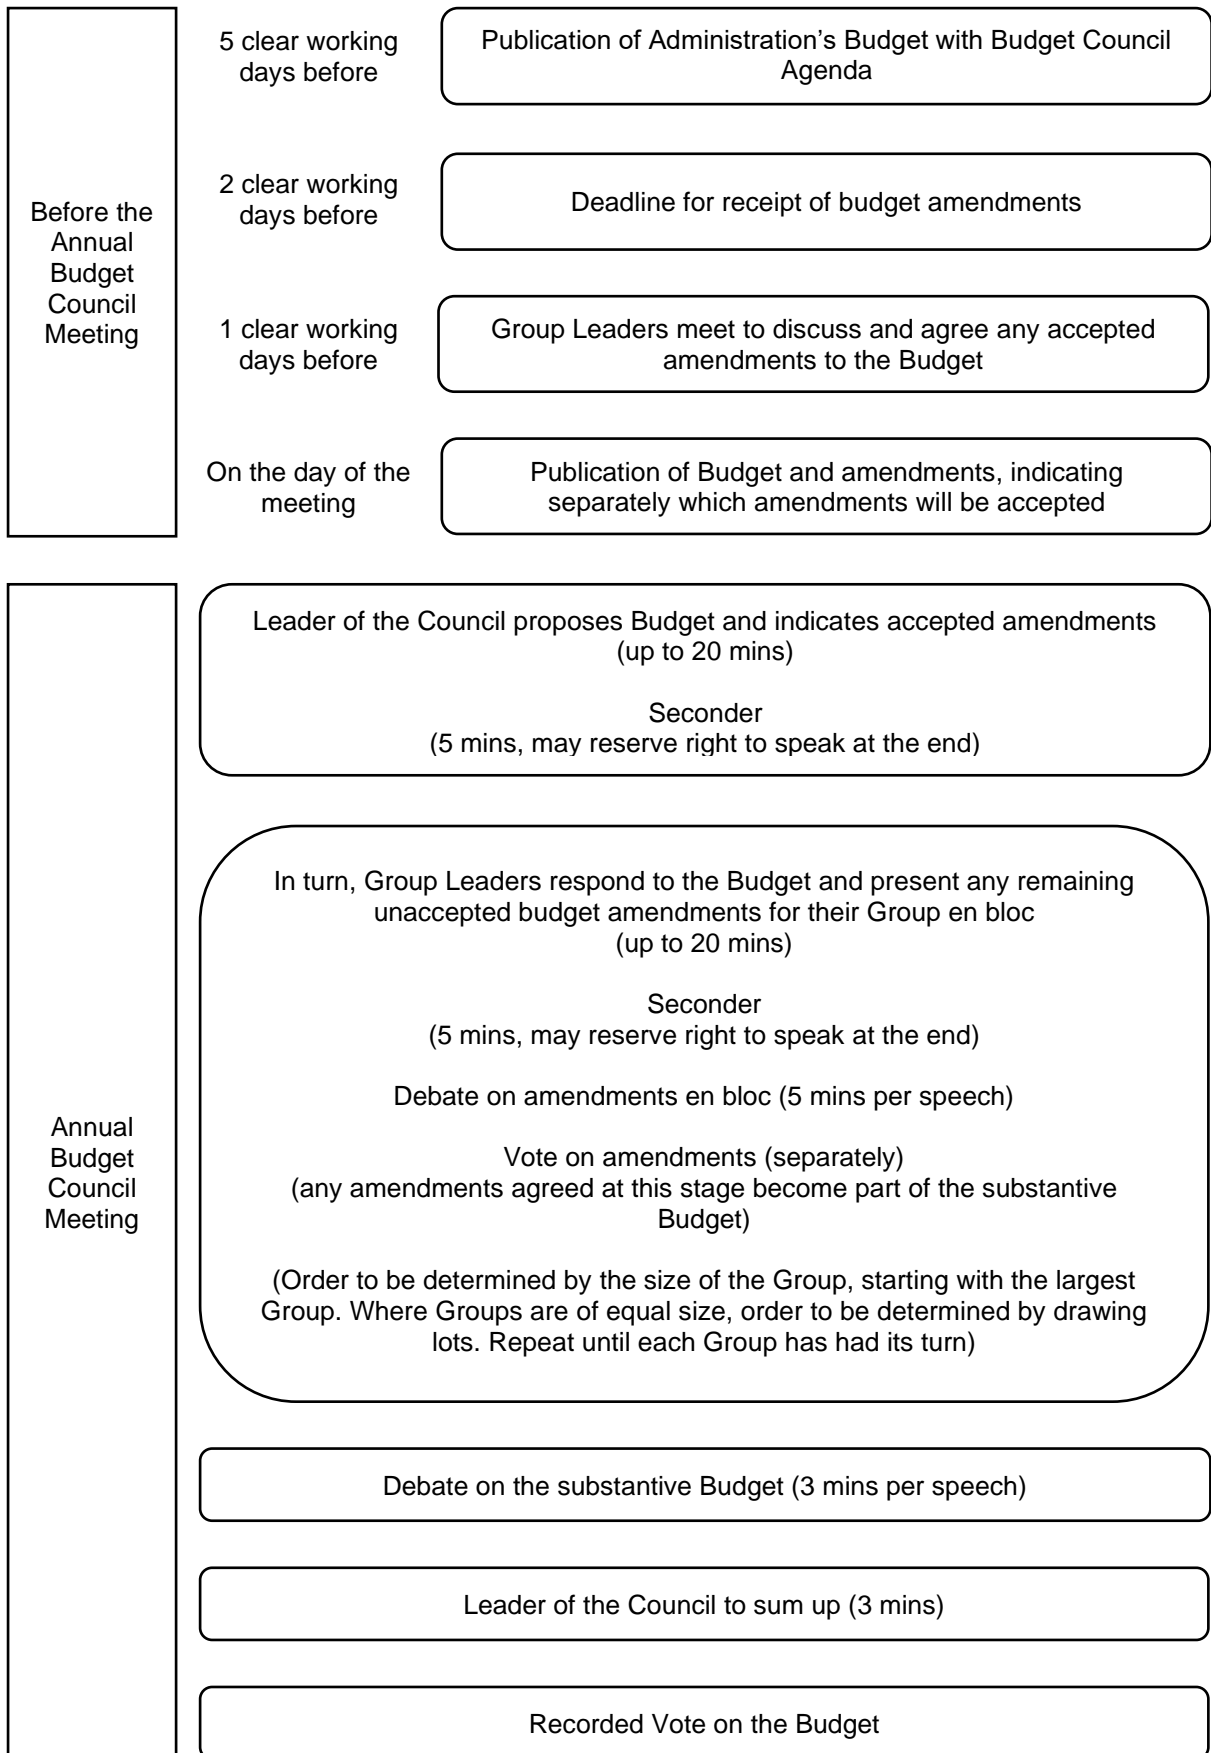 Before the
Annual
Budget
Council
Meeting
5 clear working
days before
Publication of Administration’s Budget with Budget Council
Agenda
2 clear working
days before
Deadline for receipt of budget amendments
1 clear working
days before
Group Leaders meet to discuss and agree any accepted
amendments to the Budget
On the day of the
meeting
Publication of Budget and amendments, indicating
separately which amendments will be accepted
Annual
Budget
Council
Meeting
Leader of the Council proposes Budget and indicates accepted amendments
(up to 20 mins)
Seconder
(5 mins, may reserve right to speak at the end)
In turn, Group Leaders respond to the Budget and present any remaining
unaccepted budget amendments for their Group en bloc
(up to 20 mins)
Seconder
(5 mins, may reserve right to speak at the end)
Debate on amendments en bloc (5 mins per speech)
Vote on amendments (separately)
(any amendments agreed at this stage become part of the substantive
Budget)
(Order to be determined by the size of the Group, starting with the largest
Group. Where Groups are of equal size, order to be determined by drawing
lots. Repeat until each Group has had its turn)
Debate on the substantive Budget (3 mins per speech)
Leader of the Council to sum up (3 mins)
Recorded Vote on the Budget